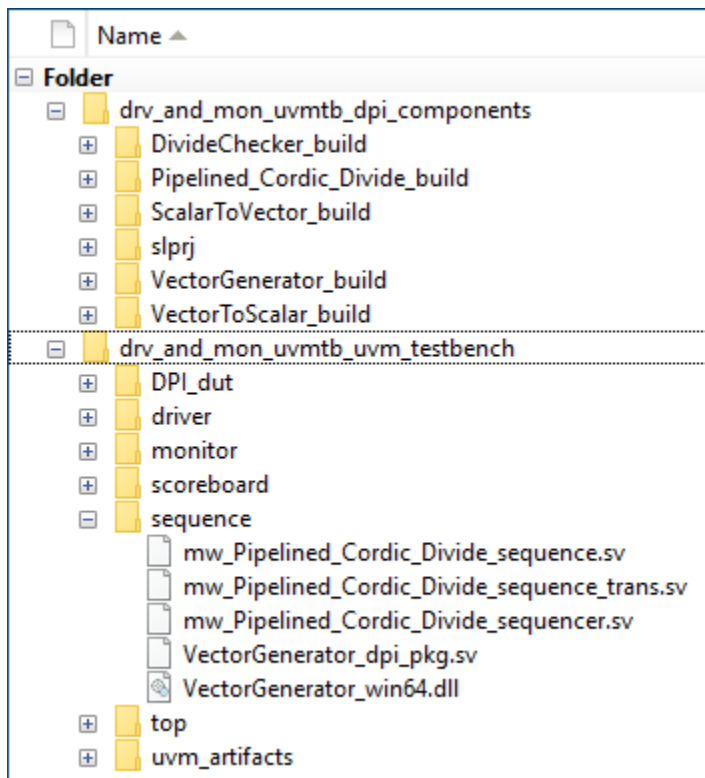 Name
Folder
drv_and_mon_uvmtb_dpi_components
DivideChecker_build
Pipelined_Cordic_Divide_build
ScalarToVector_build
slprj
VectorGenerator_build
VectorToScalar_build
drv_and_mon_uvmtb_uvm_testbench
DPI_dut
driver
monitor
scoreboard
sequence
mw_Pipelined_Cordic_Divide_sequence.sv
mw_Pipelined_Cordic_Divide_sequence_trans.sv
mw_Pipelined_Cordic_Divide_sequencer.sv
VectorGenerator_dpi_pkg.sv
VectorGenerator_win64.dll
top
uvm_artifacts